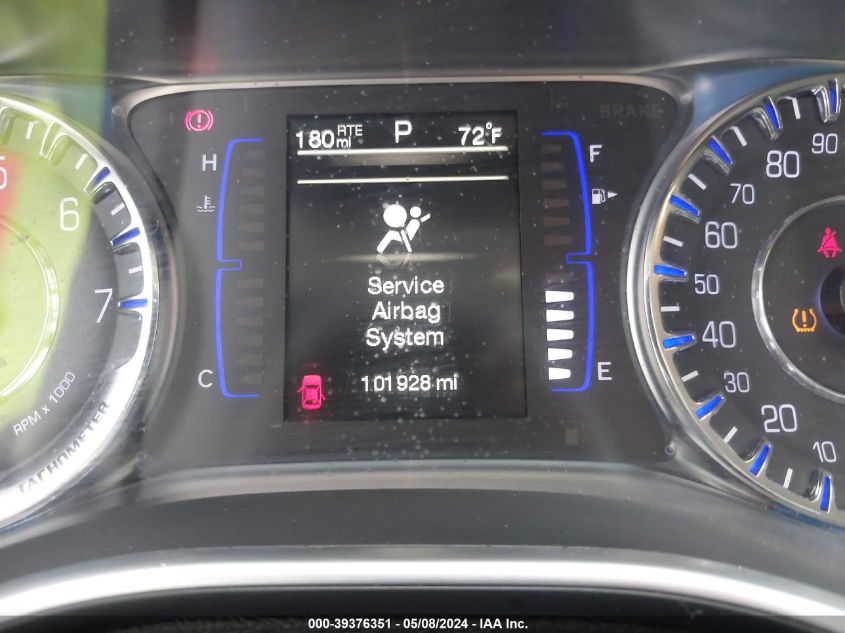 180 RTE mi P 72°F
BRAKE
H
F
Service
Airbag
System
C
E
101928 mi
5
6
7
RPM x 1000
TACHOMETER
90
80
70
60
50
40
30
20
10
000-39376351 - 05/08/2024 - IAA Inc.